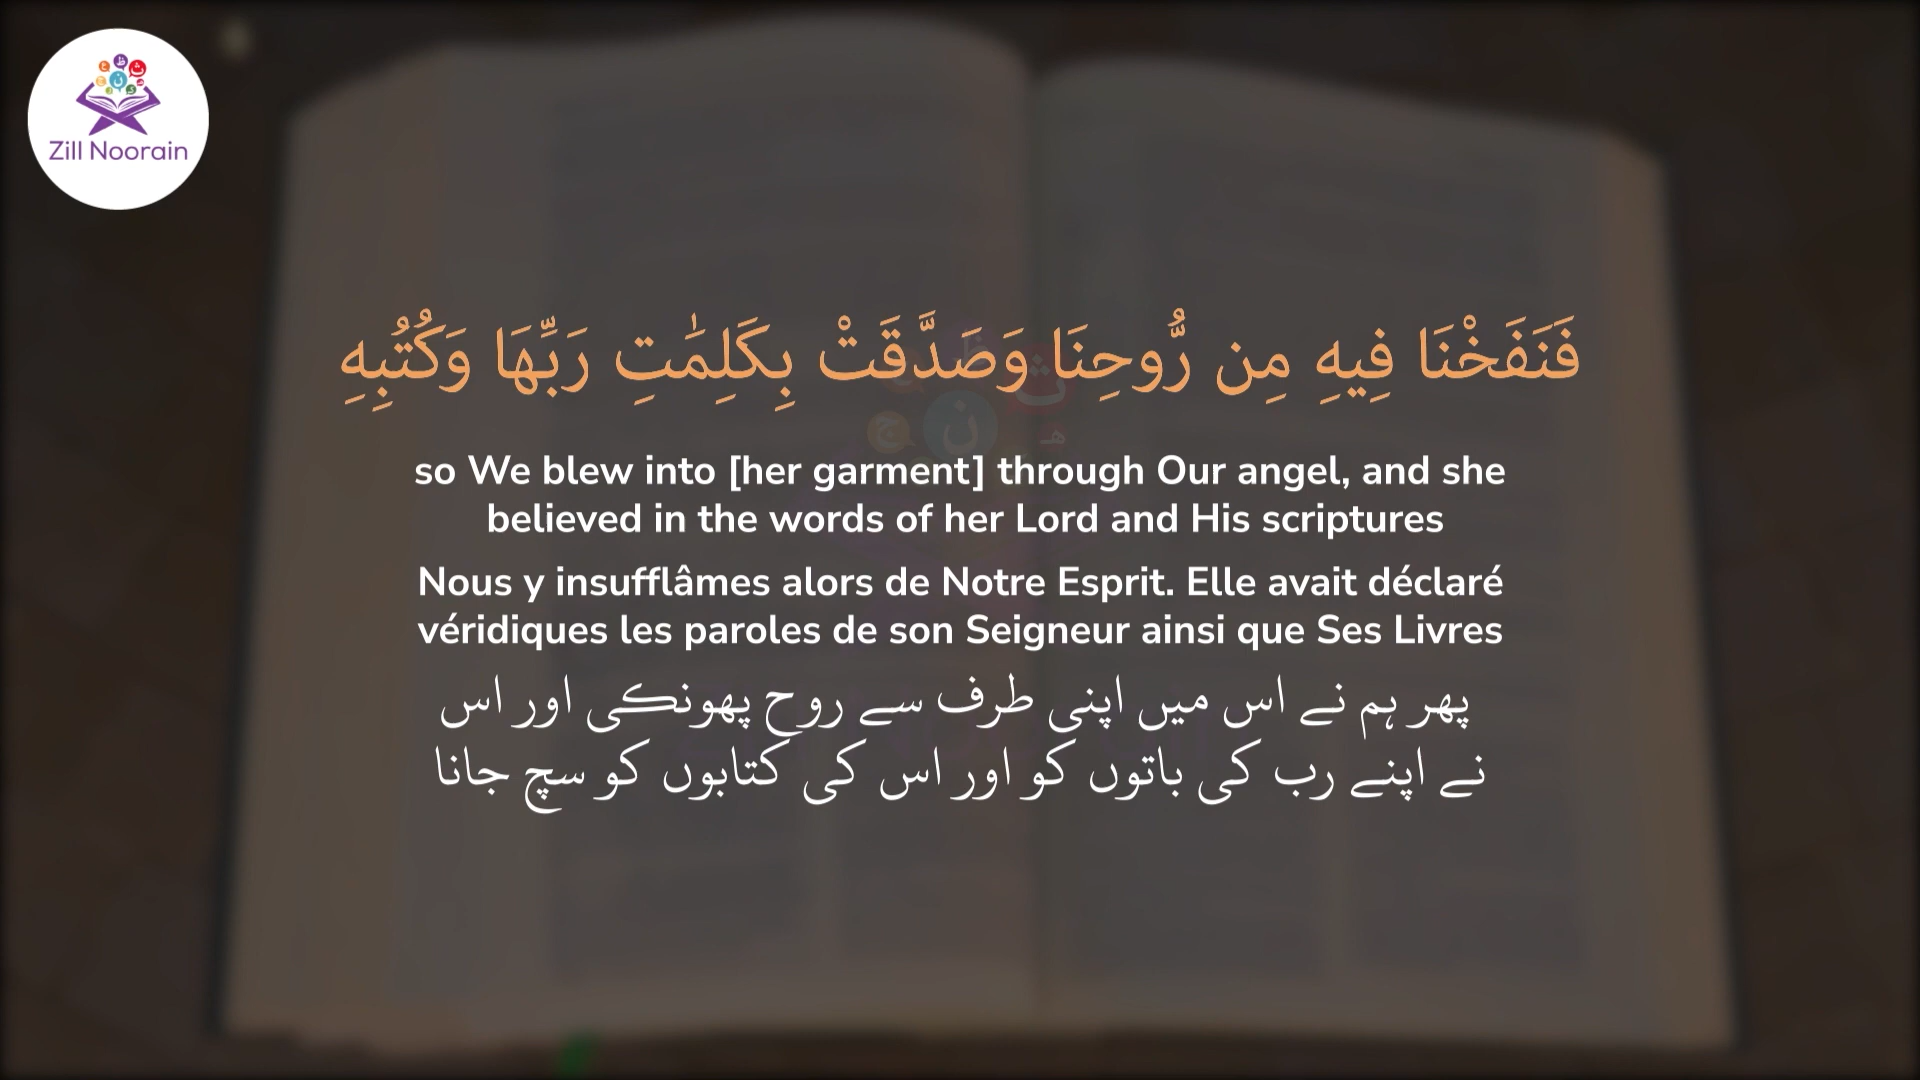 Zill Noorain
فَنَفَخْنَا فِيهِ مِن رُّوحِنَا وَصَدَّقَتْ بِكَلِمَٰتِ رَبِّهَا وَكُتُبِهِ
so We blew into [her garment] through Our angel, and she
believed in the words of her Lord and His scriptures
Nous y insufflâmes alors de Notre Esprit. Elle avait déclaré
véridiques les paroles de son Seigneur ainsi que Ses Livres
پھر ہم نے اس میں اپنی طرف سے روح پھونکی اور اس
نے اپنے رب کی باتوں کو اور اس کی کتابوں کو سچ جانا